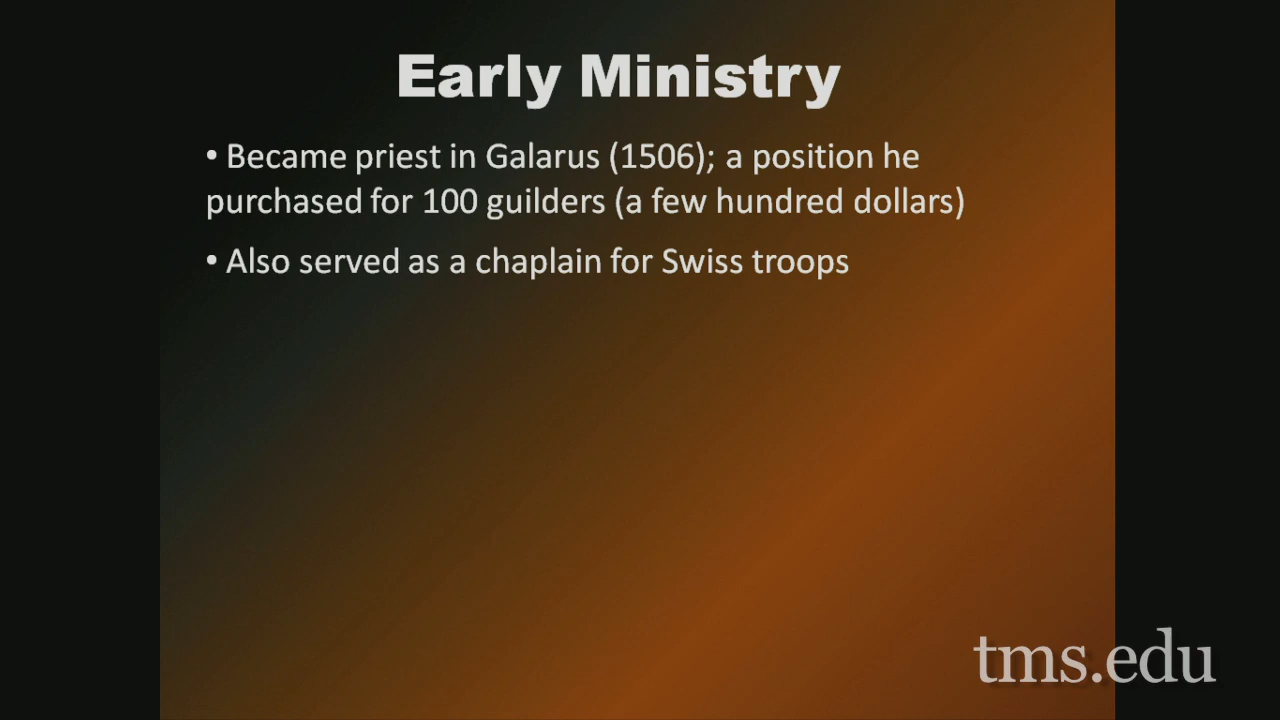 Early Ministry
• Became priest in Galarus (1506); a position he
purchased for 100 guilders (a few hundred dollars)
• Also served as a chaplain for Swiss troops
tms.edu